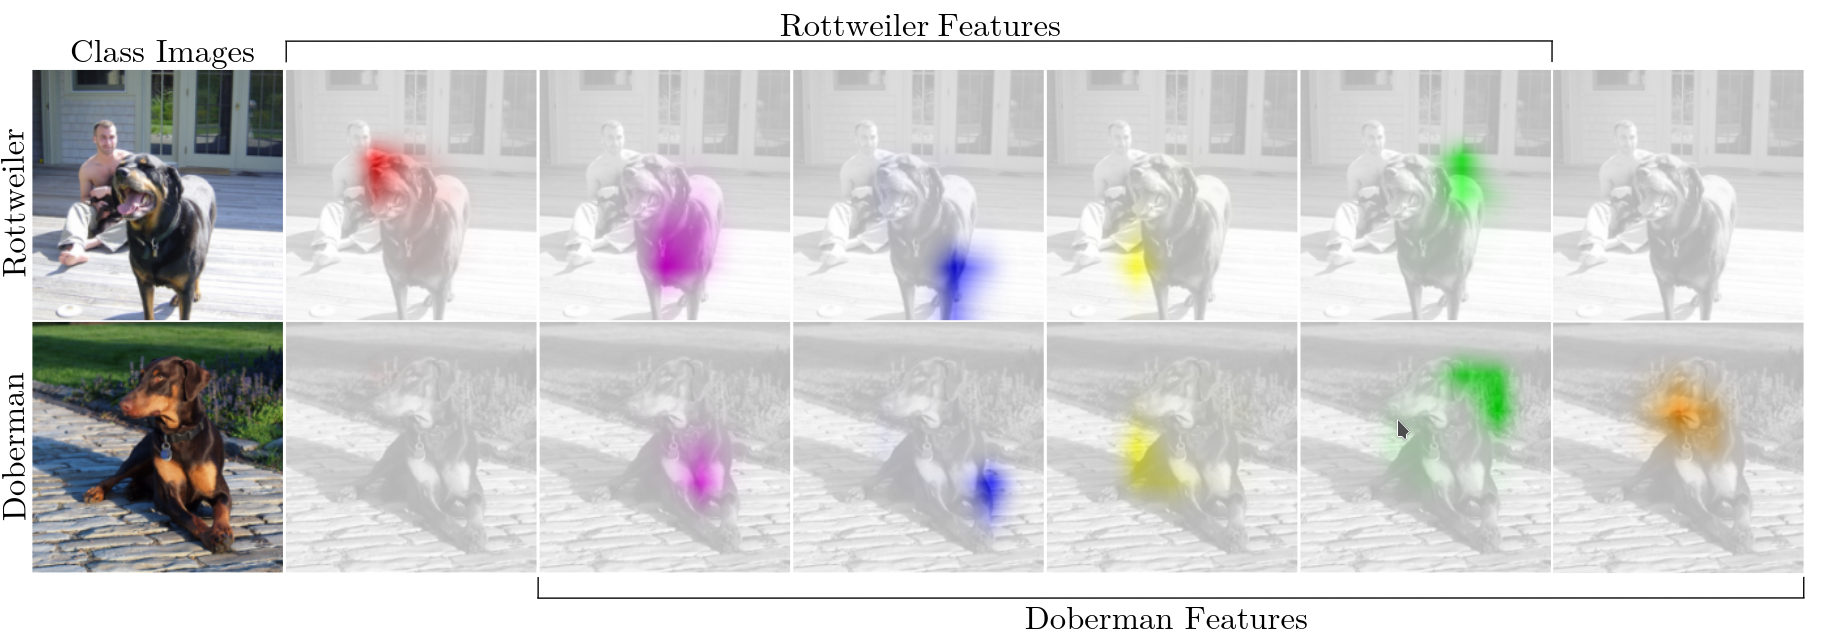 Rottweiler Features
Class Images
Rottweiler
Doberman
Doberman Features